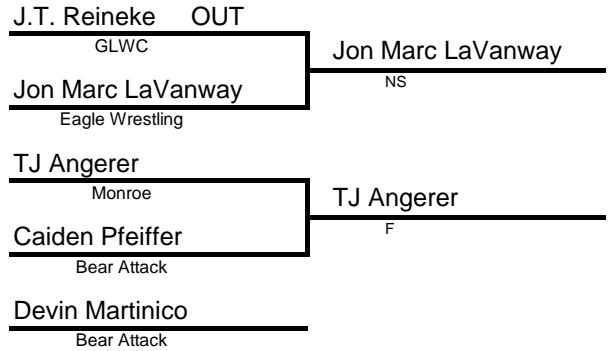 J.T. Reineke OUT
GLWC
Jon Marc LaVanway
NS
Jon Marc LaVanway
Eagle Wrestling
TJ Angerer
Monroe
TJ Angerer
F
Caiden Pfeiffer
Bear Attack
Devin Martinico
Bear Attack